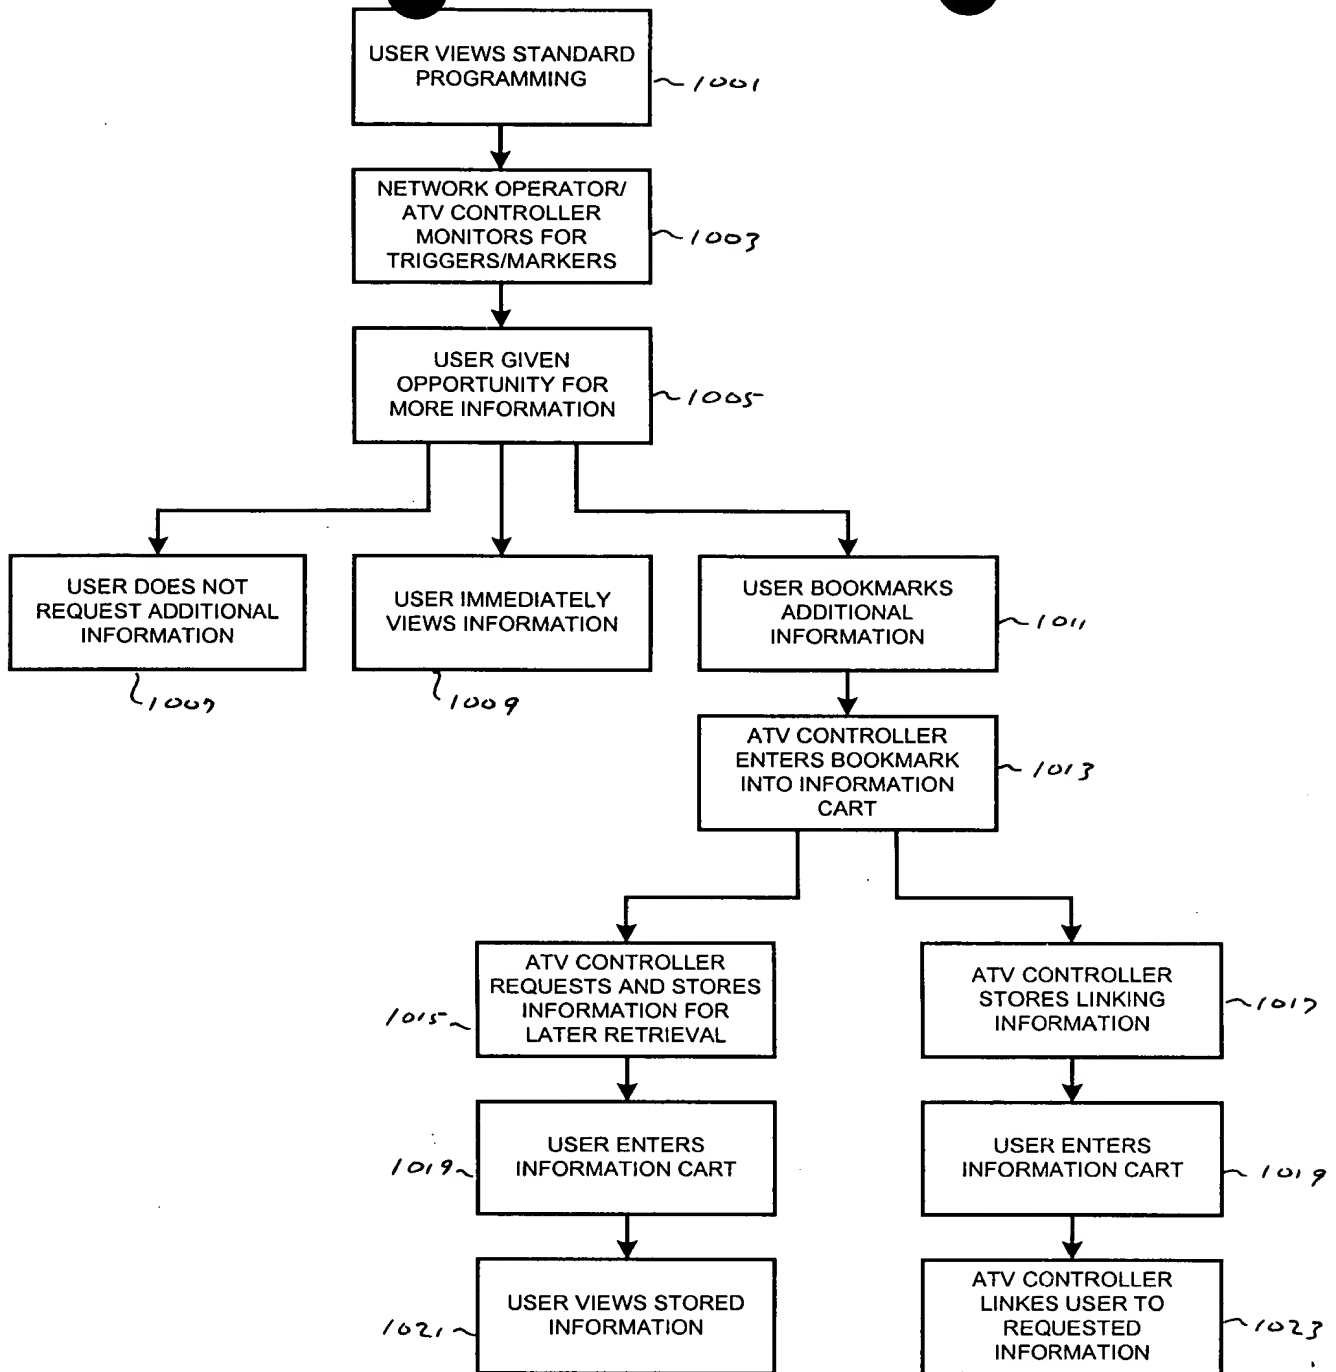 USER VIEWS STANDARD
PROGRAMMING
1001
NETWORK OPERATOR/
ATV CONTROLLER
MONITORS FOR
TRIGGERS/MARKERS
1003
USER GIVEN
OPPORTUNITY FOR
MORE INFORMATION
1005
USER DOES NOT
REQUEST ADDITIONAL
INFORMATION
1007
USER IMMEDIATELY
VIEWS INFORMATION
1009
USER BOOKMARKS
ADDITIONAL
INFORMATION
1011
ATV CONTROLLER
ENTERS BOOKMARK
INTO INFORMATION
CART
1013
ATV CONTROLLER
REQUESTS AND STORES
INFORMATION FOR
LATER RETRIEVAL
1015
ATV CONTROLLER
STORES LINKING
INFORMATION
1017
USER ENTERS
INFORMATION CART
1019
USER ENTERS
INFORMATION CART
1019
USER VIEWS STORED
INFORMATION
1021
ATV CONTROLLER
LINKES USER TO
REQUESTED
INFORMATION
1023